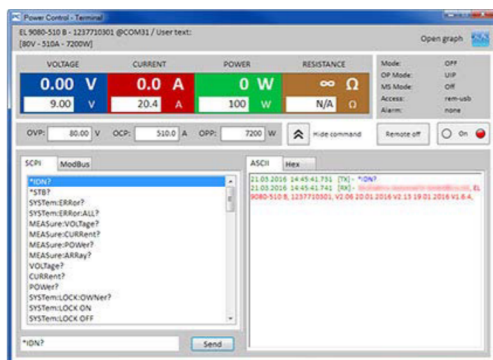 Power Control - Terminal
EL 9080-510 B - 1237710301 @COM31 / User text:
[80V - 510A - 7200W]
Open graph
VOLTAGE CURRENT POWER RESISTANCE
0.00 V 0.0 A 0 W ∞ Ω
9.00 V 20.4 A 100 W N/A Ω
Mode: OFF
OP Mode: UIP
MS Mode: Off
Access: rem-usb
Alarm: none
OVP: 80.00 V OCP: 510.0 A OPP: 7200 W Hide command Remote off On
SCPI ModBus
*IDN?
*STB?
SYSTem:ERRor?
SYSTem:ERRor:ALL?
MEASure:VOLTage?
MEASure:CURRent?
MEASure:POWer?
MEASure:ARRay?
VOLTage?
CURRent?
POWer?
SYSTem:LOCK:OWNer?
SYSTem:LOCK ON
SYSTem:LOCK OFF
*IDN? Send
ASCII Hex
21.03.2016 14:45:41.731 [TX] - *IDN?
21.03.2016 14:45:41.741 [RX] - EL
9080-510 B, 1237710301, V2.06 20.01.2016 V2.13 19.01.2016 V1.6.4,